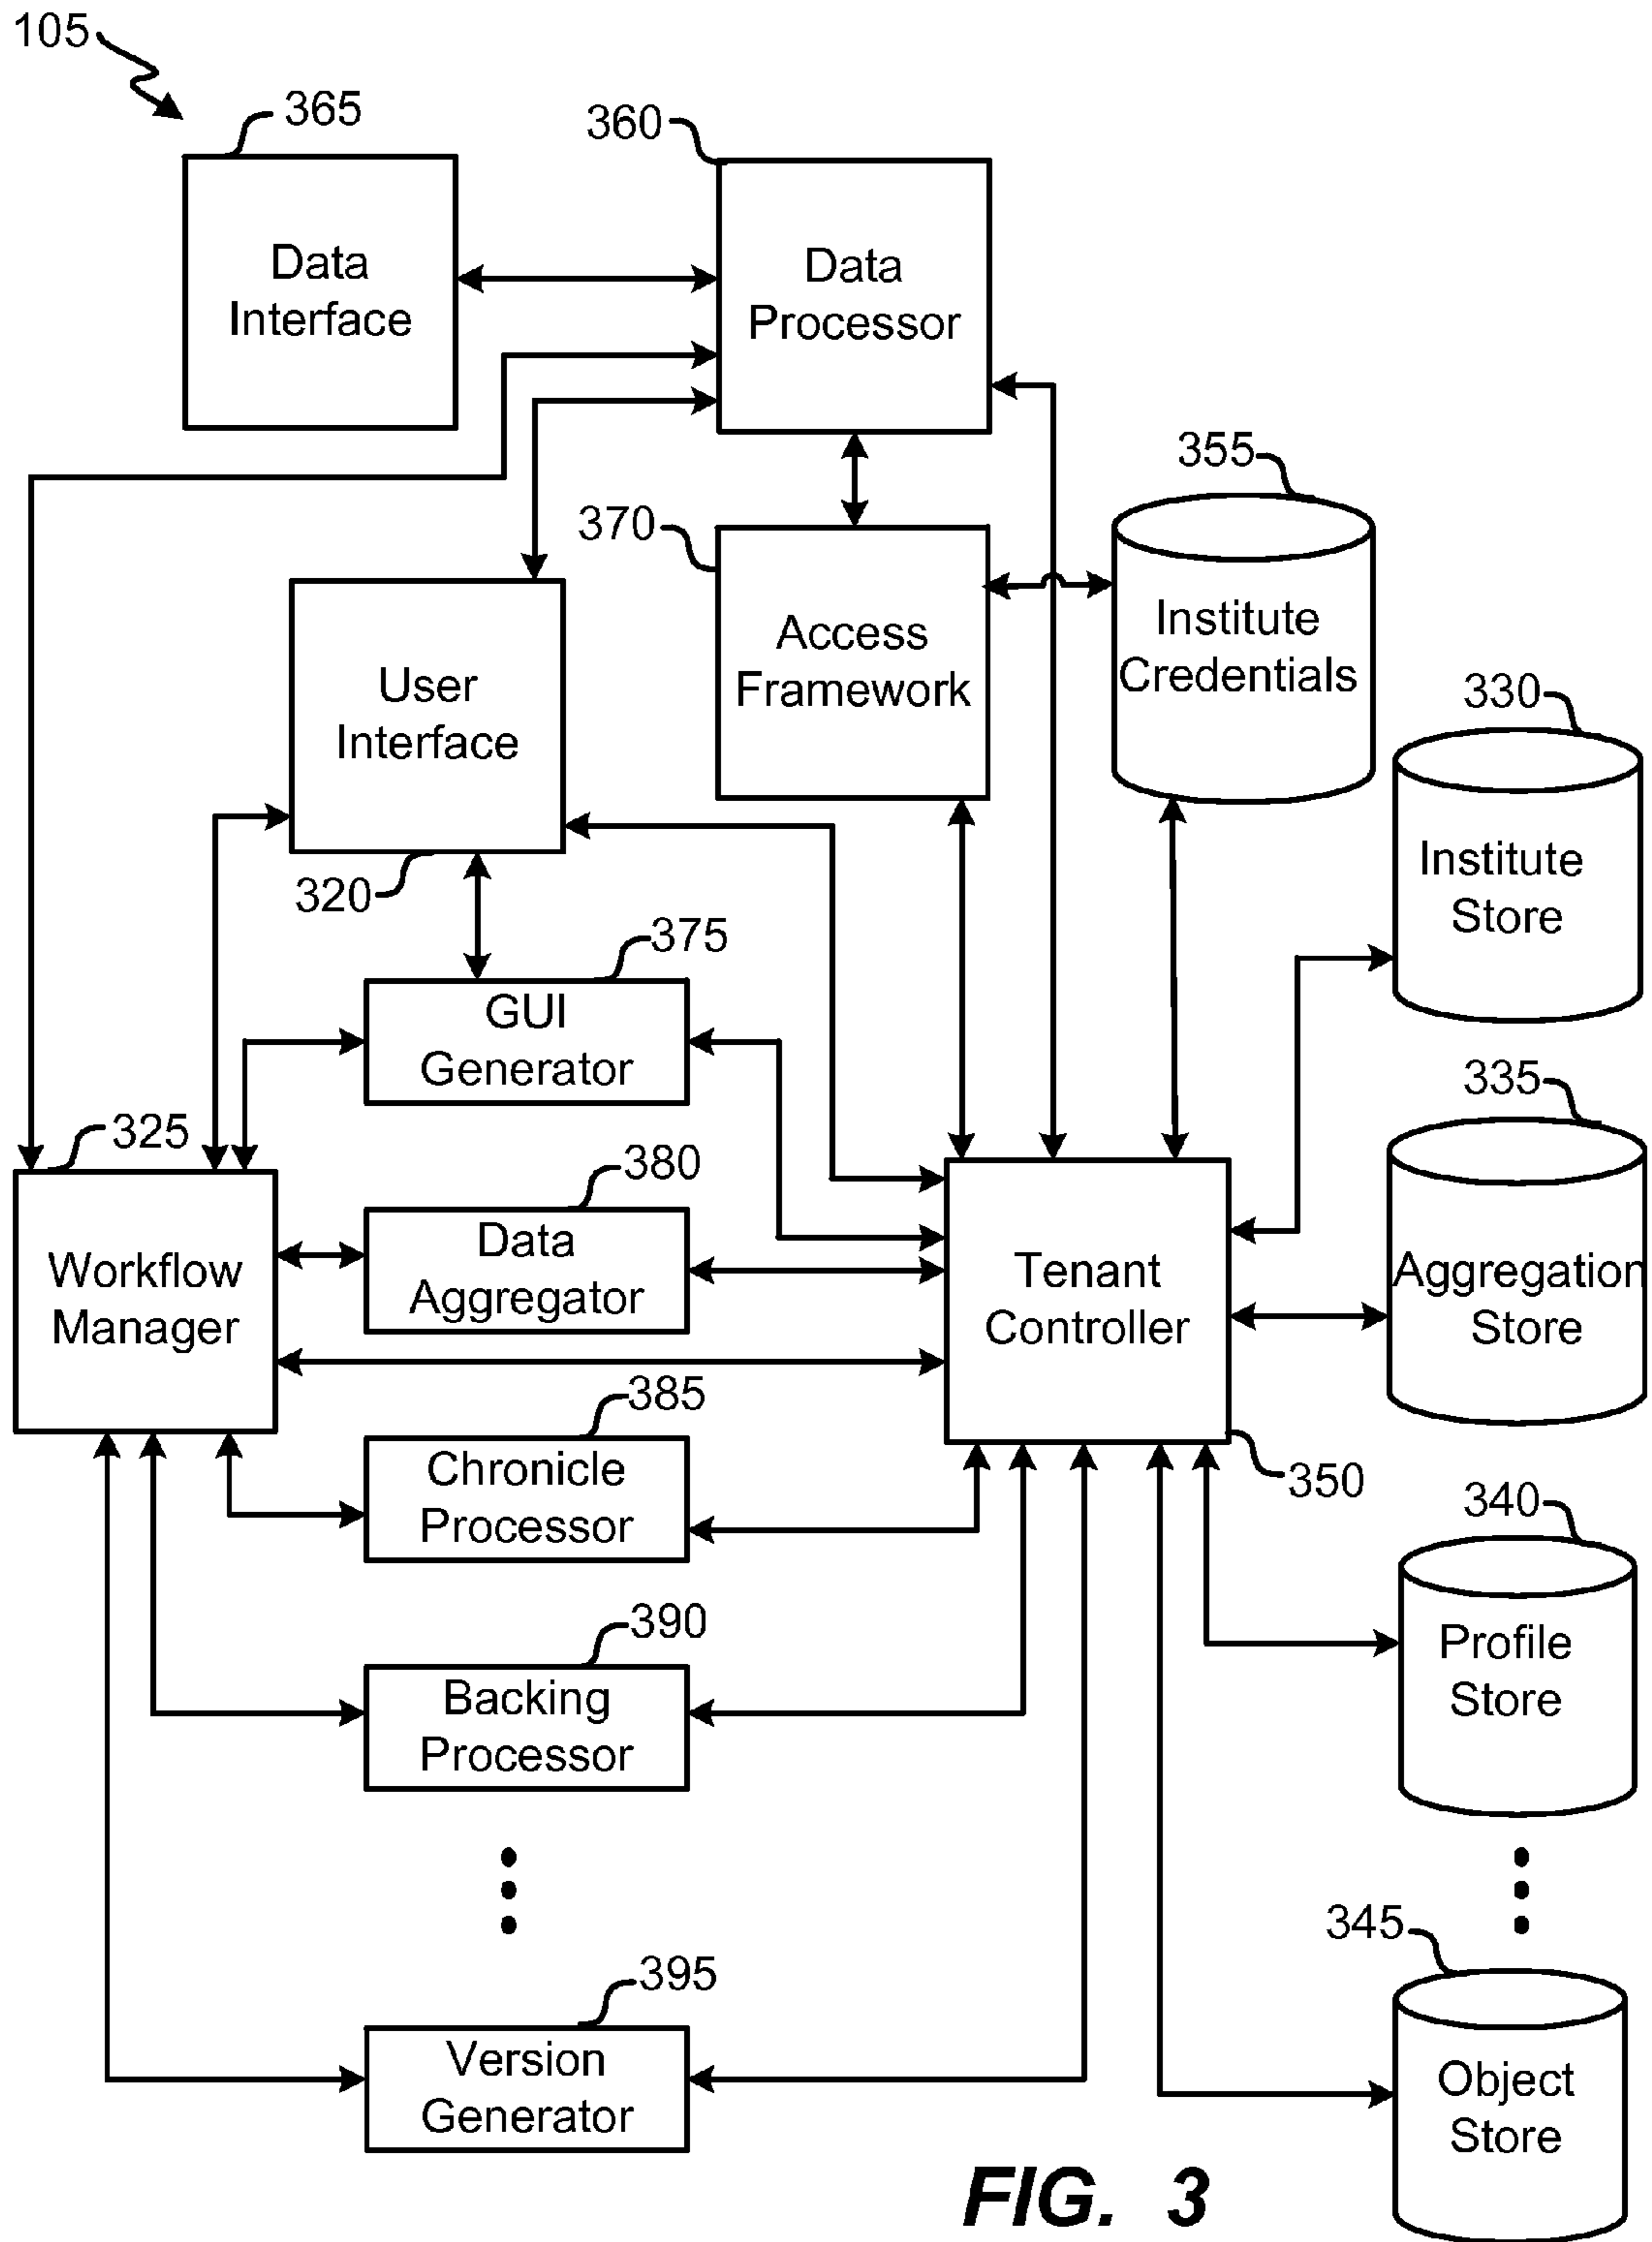 105
365
360
Data
Interface
Data
Processor
355
370
Institute
Credentials
Access
Framework
User
Interface
330
Institute
Store
320
375
GUI
Generator
335
325
380
Workflow
Manager
Data
Aggregator
Tenant
Controller
Aggregation
Store
385
Chronicle
Processor
350
340
390
Profile
Store
Backing
Processor
345
395
Version
Generator
Object
Store
FIG. 3